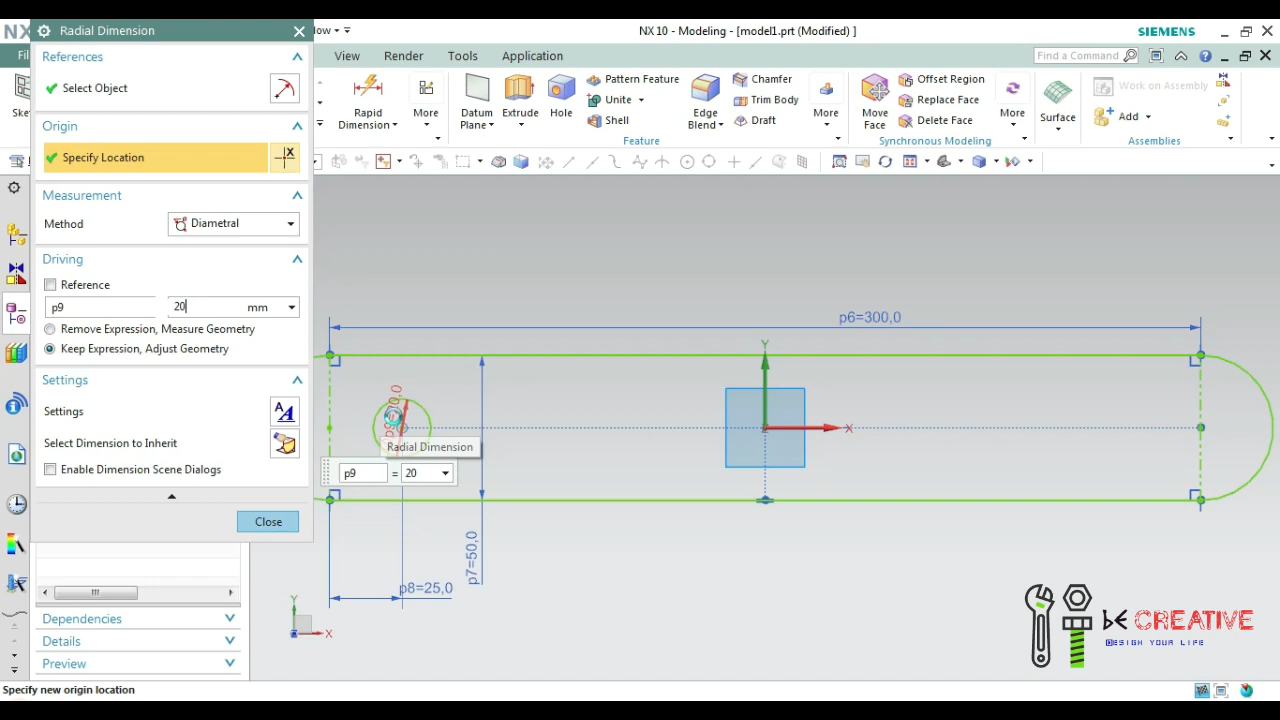 NX
Radial Dimension
NX 10 - Modeling - [model1.prt (Modified) ]
SIEMENS
View
Render
Tools
Application
Find a Command
References
Select Object
Origin
Specify Location
Measurement
Method
Diametral
Driving
Reference
p9
20
mm
Remove Expression, Measure Geometry
Keep Expression, Adjust Geometry
Settings
Settings
Select Dimension to Inherit
Enable Dimension Scene Dialogs
Close
Dependencies
Details
Preview
Specify new origin location
Rapid
Dimension
More
Datum
Plane
Extrude
Hole
Pattern Feature
Unite
Shell
Edge
Blend
Chamfer
Trim Body
Draft
More
Feature
Move
Face
Offset Region
Replace Face
Delete Face
More
Synchronous Modeling
Surface
Work on Assembly
Add
Assemblies
p6=300,0
Y
X
Radial Dimension
p9 = 20
p7=50,0
p8=25,0
Y
X
bE CREATIVE
DESIGN YOUR LIFE